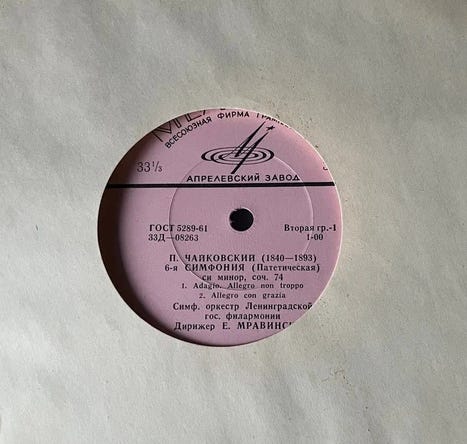 ВСЕСОЮЗНАЯ ФИРМА
АПРЕЛЕВСКИЙ ЗАВОД
33⅓
ГОСТ 5289-61
33Д—08263
Вторая гр.-1
1-00
П. ЧАЙКОВСКИЙ (1840—1893)
6-я СИМФОНИЯ (Патетическая)
си минор, соч. 74
1. Adagio. Allegro non troppo
2. Allegro con grazia
Симф. оркестр Ленинградской
гос. филармонии
Дирижер Е. МРАВИНС